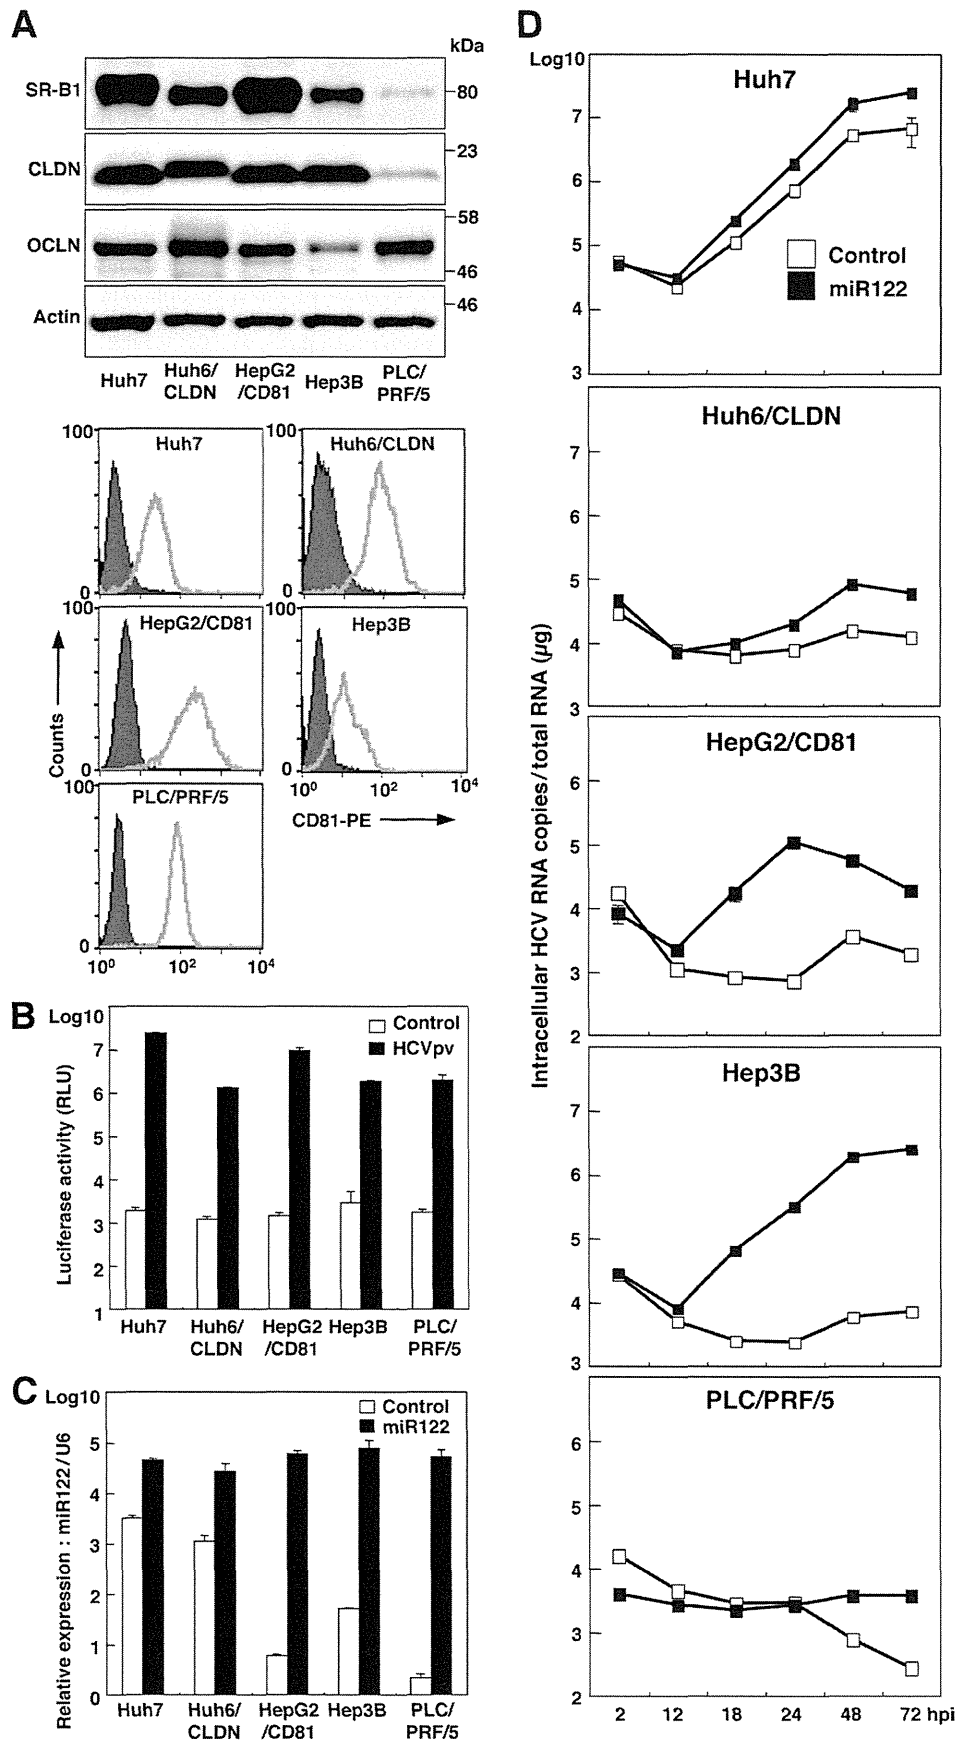 A
kDa
SR-B1
80
CLDN
23
OCLN
58
46
Actin
46
Huh7
Huh6/
CLDN
HepG2
/CD81
Hep3B
PLC/
PRF/5
100
Huh7
0
100
Huh6/CLDN
0
100
HepG2/CD81
0
100
Hep3B
0
10⁰ 10² 10⁴
Counts
CD81-PE
100
PLC/PRF/5
0
10⁰ 10² 10⁴
B
Log10
Control
HCVpv
Luciferase activity (RLU)
7
6
5
4
3
2
1
Huh7
Huh6/
CLDN
HepG2
/CD81
Hep3B
PLC/
PRF/5
C
Log10
Control
miR122
Relative expression : miR122/U6
5
4
3
2
1
0
Huh7
Huh6/
CLDN
HepG2
/CD81
Hep3B
PLC/
PRF/5
D
Log10
Intracellular HCV RNA copies/total RNA (µg)
Huh7
7
6
5
4
3
Control
miR122
Huh6/CLDN
7
6
5
4
3
HepG2/CD81
6
5
4
3
2
Hep3B
7
6
5
4
3
PLC/PRF/5
6
5
4
3
2
2 12 18 24 48 72 hpi